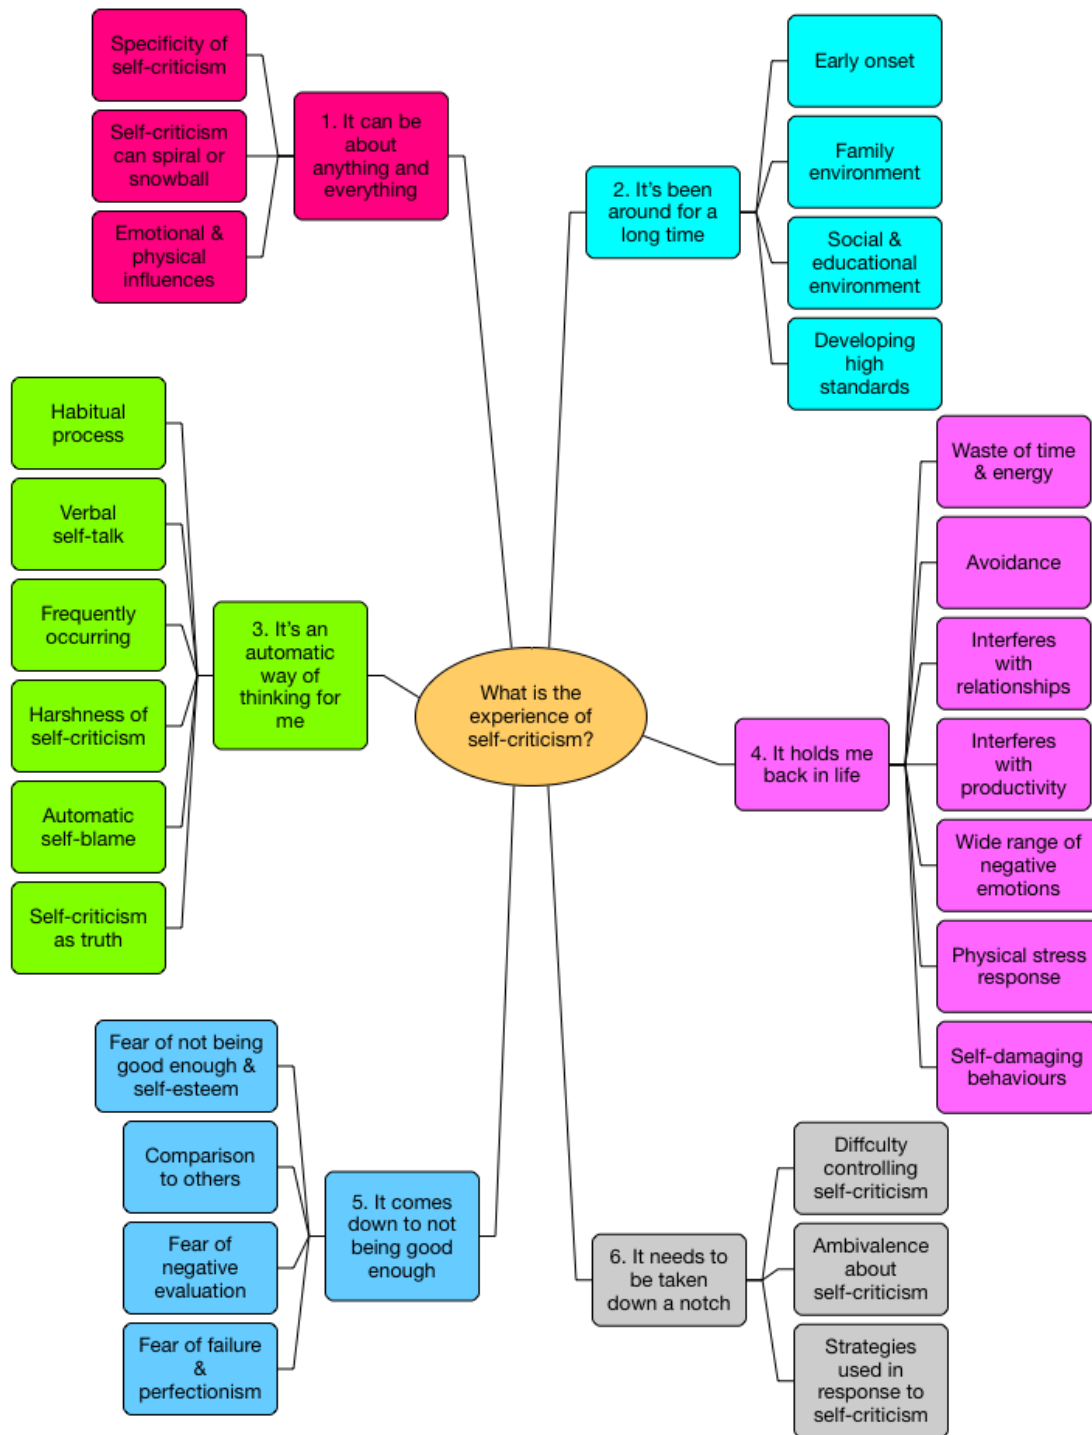 Specificity of
self-criticism
Self-criticism
can spiral or
snowball
Emotional &
physical
influences
1. It can be
about
anything and
everything
2. It's been
around for a
long time
Early onset
Family
environment
Social &
educational
environment
Developing
high
standards
Habitual
process
Verbal
self-talk
Frequently
occurring
Harshness of
self-criticism
Automatic
self-blame
Self-criticism
as truth
3. It's an
automatic
way of
thinking for
me
What is the
experience of
self-criticism?
4. It holds me
back in life
Waste of time
& energy
Avoidance
Interferes
with
relationships
Interferes
with
productivity
Wide range of
negative
emotions
Physical stress
response
Self-damaging
behaviours
Fear of not being
good enough &
self-esteem
Comparison
to others
Fear of
negative
evaluation
Fear of failure
&
perfectionism
5. It comes
down to not
being good
enough
6. It needs to
be taken
down a notch
Diffculty
controlling
self-criticism
Ambivalence
about
self-criticism
Strategies
used in
response to
self-criticism